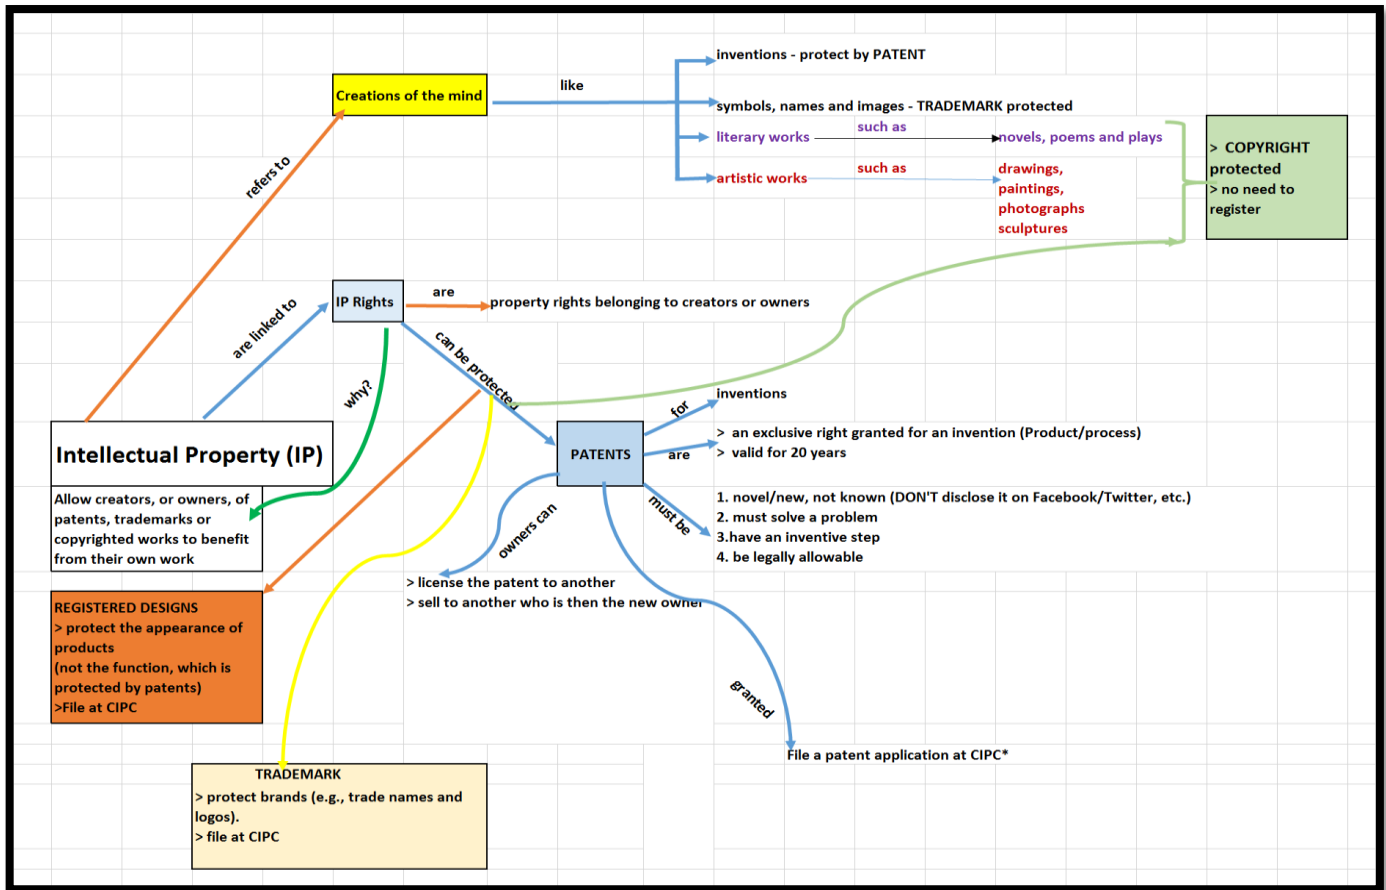 inventions - protect by PATENT
Creations of the mind
like
symbols, names and images - TRADEMARK protected
literary works
such as
novels, poems and plays
artistic works
such as
drawings,
paintings,
photographs
sculptures
> COPYRIGHT
protected
> no need to
register
refers to
IP Rights
are
property rights belonging to creators or owners
are linked to
why?
can be protected
Intellectual Property (IP)
Allow creators, or owners, of
patents, trademarks or
copyrighted works to benefit
from their own work
PATENTS
for
inventions
are
> an exclusive right granted for an invention (Product/process)
> valid for 20 years
must be
1. novel/new, not known (DON'T disclose it on Facebook/Twitter, etc.)
2. must solve a problem
3.have an inventive step
4. be legally allowable
owners can
> license the patent to another
> sell to another who is then the new owner
granted
File a patent application at CIPC*
REGISTERED DESIGNS
> protect the appearance of
products
(not the function, which is
protected by patents)
>File at CIPC
TRADEMARK
> protect brands (e.g., trade names and
logos).
> file at CIPC